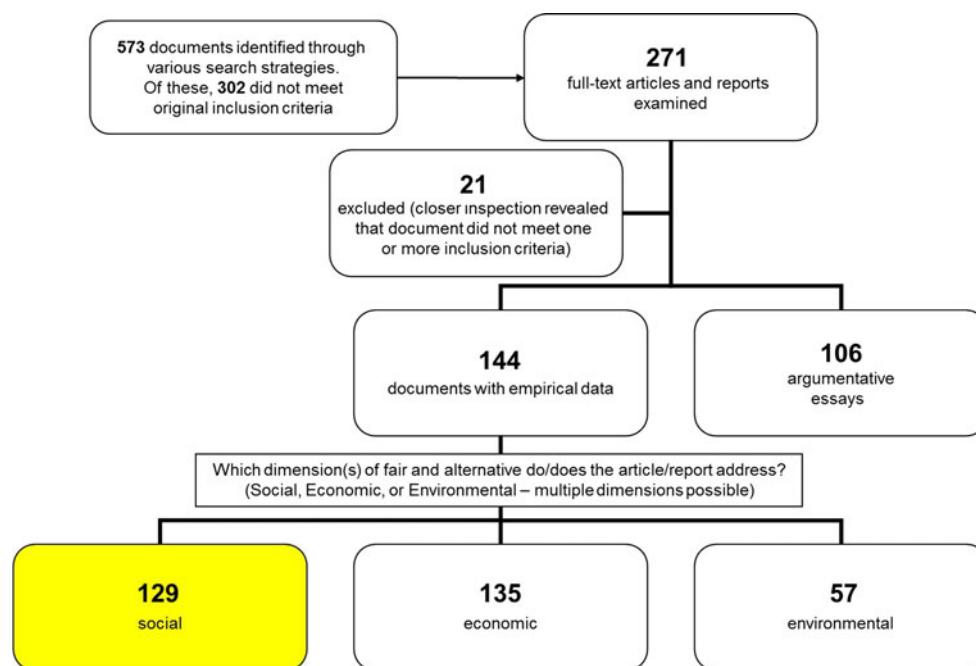 573 documents identified through
various search strategies.
Of these, 302 did not meet
original inclusion criteria
271
full-text articles and reports
examined
21
excluded (closer inspection revealed
that document did not meet one
or more inclusion criteria)
144
documents with empirical data
106
argumentative
essays
Which dimension(s) of fair and alternative do/does the article/report address?
(Social, Economic, or Environmental – multiple dimensions possible)
129
social
135
economic
57
environmental